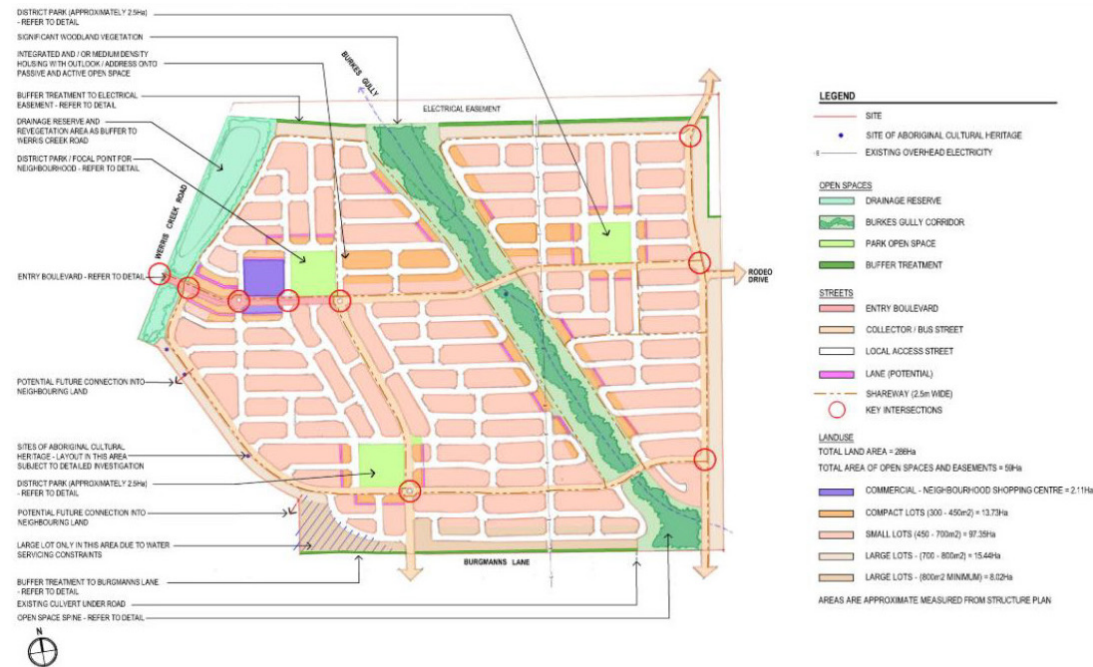 DISTRICT PARK (APPROXIMATELY 2.5Ha)
- REFER TO DETAIL
SIGNIFICANT WOODLAND VEGETATION
INTEGRATED AND / OR MEDIUM DENSITY
HOUSING WITH OUTLOOK / ADDRESS ONTO
PASSIVE AND ACTIVE OPEN SPACE
BUFFER TREATMENT TO ELECTRICAL
EASEMENT - REFER TO DETAIL
DRAINAGE RESERVE AND
REVEGETATION AREA AS BUFFER TO
WERRIS CREEK ROAD
DISTRICT PARK / FOCAL POINT FOR
NEIGHBOURHOOD - REFER TO DETAIL
ENTRY BOULEVARD - REFER TO DETAIL
POTENTIAL FUTURE CONNECTION INTO
NEIGHBOURING LAND
SITES OF ABORIGINAL CULTURAL
HERITAGE - LAYOUT IN THIS AREA
SUBJECT TO DETAILED INVESTIGATION
DISTRICT PARK (APPROXIMATELY 2.5Ha)
- REFER TO DETAIL
POTENTIAL FUTURE CONNECTION INTO
NEIGHBOURING LAND
LARGE LOT ONLY IN THIS AREA DUE TO WATER
SERVICING CONSTRAINTS
BUFFER TREATMENT TO BURGMANNS LANE
- REFER TO DETAIL
EXISTING CULVERT UNDER ROAD
OPEN SPACE SPINE - REFER TO DETAIL
N
BURKES GULLY
ELECTRICAL EASEMENT
WERRIS CREEK ROAD
RODEO
DRIVE
BURGMANNS LANE
LEGEND
SITE
SITE OF ABORIGINAL CULTURAL HERITAGE
EXISTING OVERHEAD ELECTRICITY
OPEN SPACES
DRAINAGE RESERVE
BURKES GULLY CORRIDOR
PARK OPEN SPACE
BUFFER TREATMENT
STREETS
ENTRY BOULEVARD
COLLECTOR / BUS STREET
LOCAL ACCESS STREET
LANE (POTENTIAL)
SHAREWAY (2.5m WIDE)
KEY INTERSECTIONS
LANDUSE
TOTAL LAND AREA = 286Ha
TOTAL AREA OF OPEN SPACES AND EASEMENTS = 59Ha
COMMERCIAL - NEIGHBOURHOOD SHOPPING CENTRE = 2.11Ha
COMPACT LOTS (300 - 450m2) = 13.73Ha
SMALL LOTS (450 - 700m2) = 97.35Ha
LARGE LOTS - (700 - 800m2) = 15.44Ha
LARGE LOTS - (800m2 MINIMUM) = 8.02Ha
AREAS ARE APPROXIMATE MEASURED FROM STRUCTURE PLAN